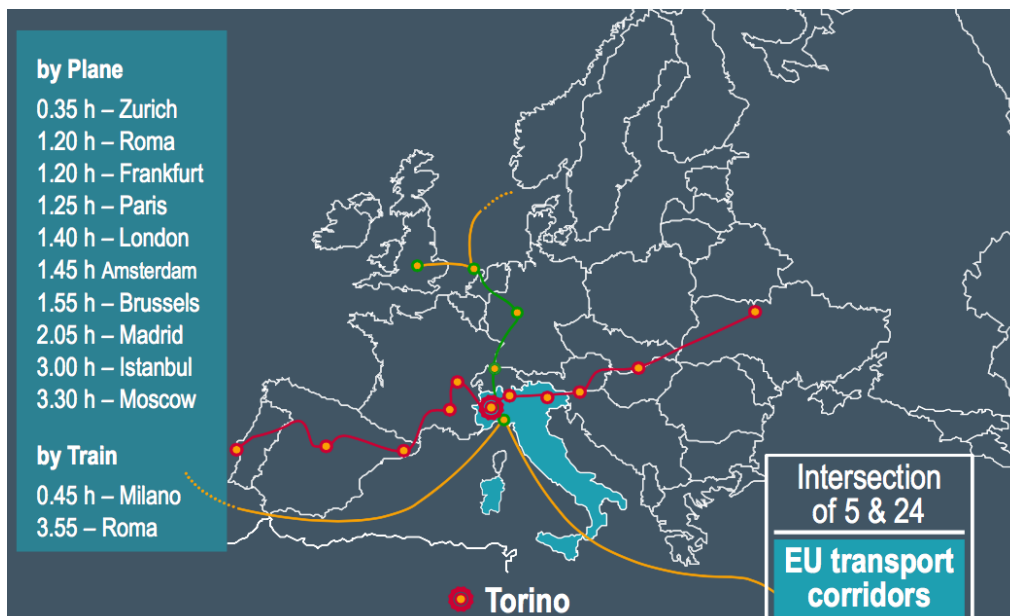 by Plane
0.35 h – Zurich
1.20 h – Roma
1.20 h – Frankfurt
1.25 h – Paris
1.40 h – London
1.45 h Amsterdam
1.55 h – Brussels
2.05 h – Madrid
3.00 h – Istanbul
3.30 h – Moscow
by Train
0.45 h – Milano
3.55 – Roma
Intersection
of 5 & 24
EU transport
corridors
Torino